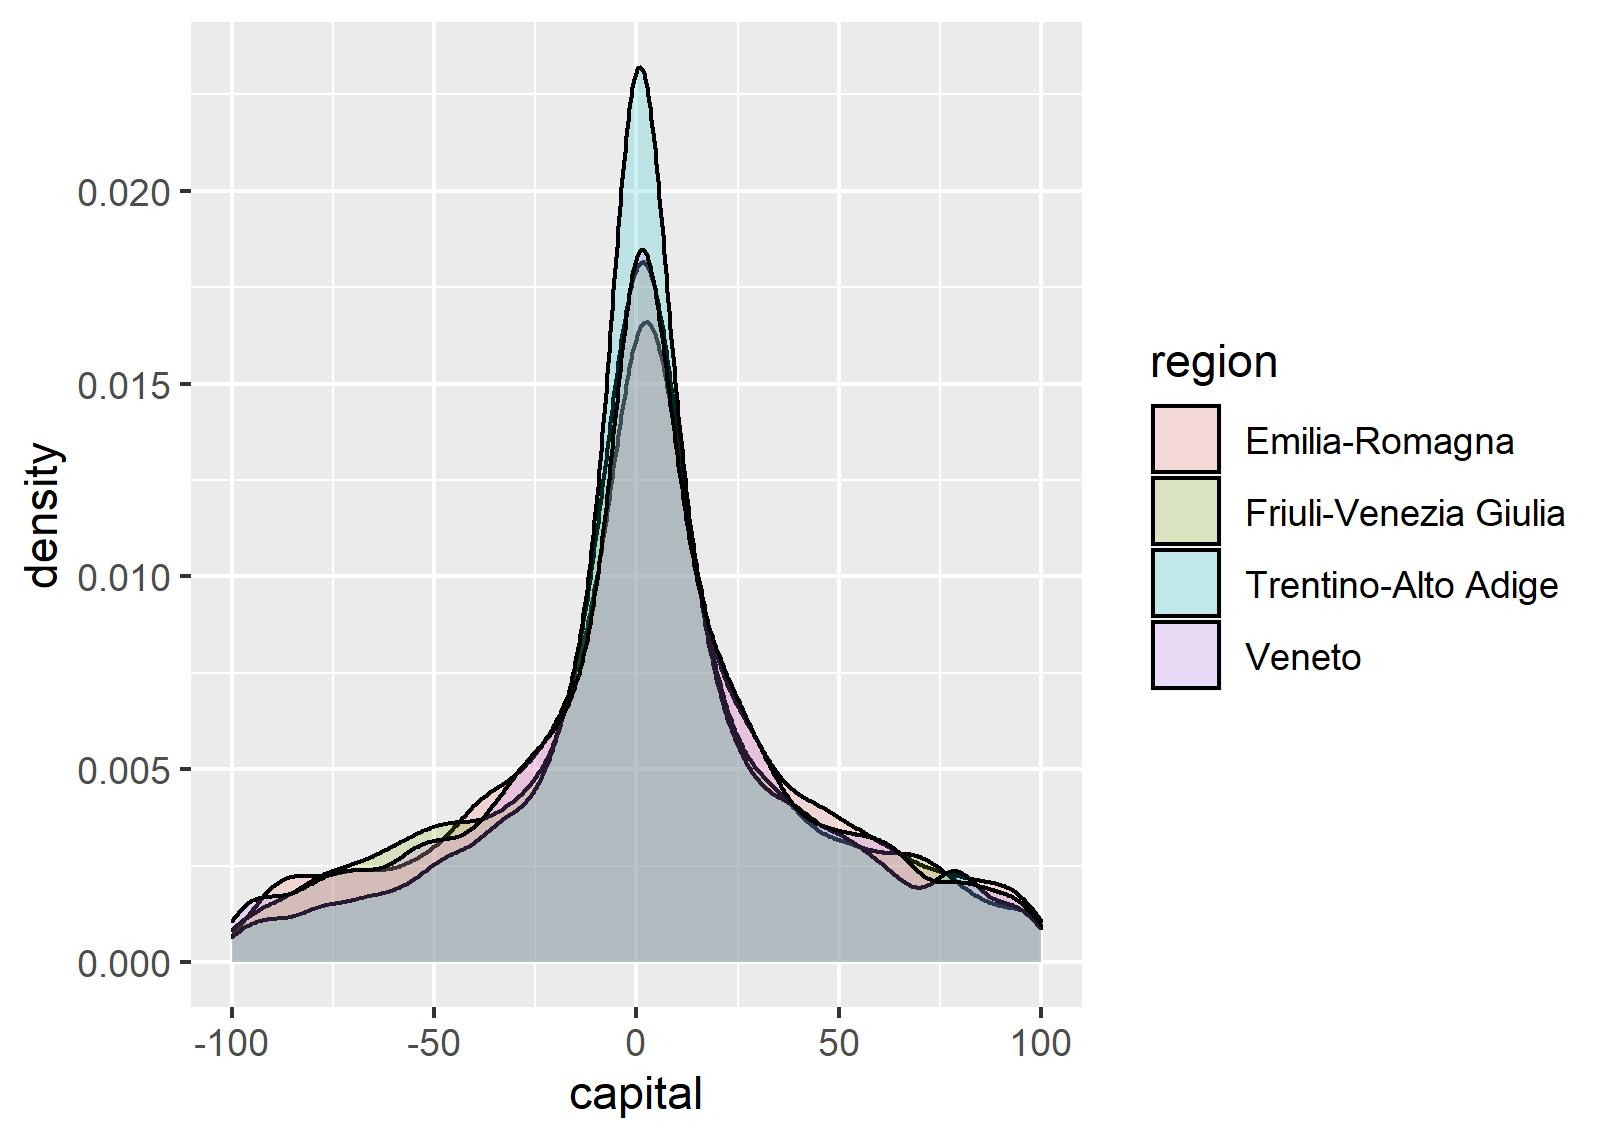 0.020
0.015
0.010
0.005
0.000
density
-100
-50
0
50
100
capital
region
Emilia-Romagna
Friuli-Venezia Giulia
Trentino-Alto Adige
Veneto